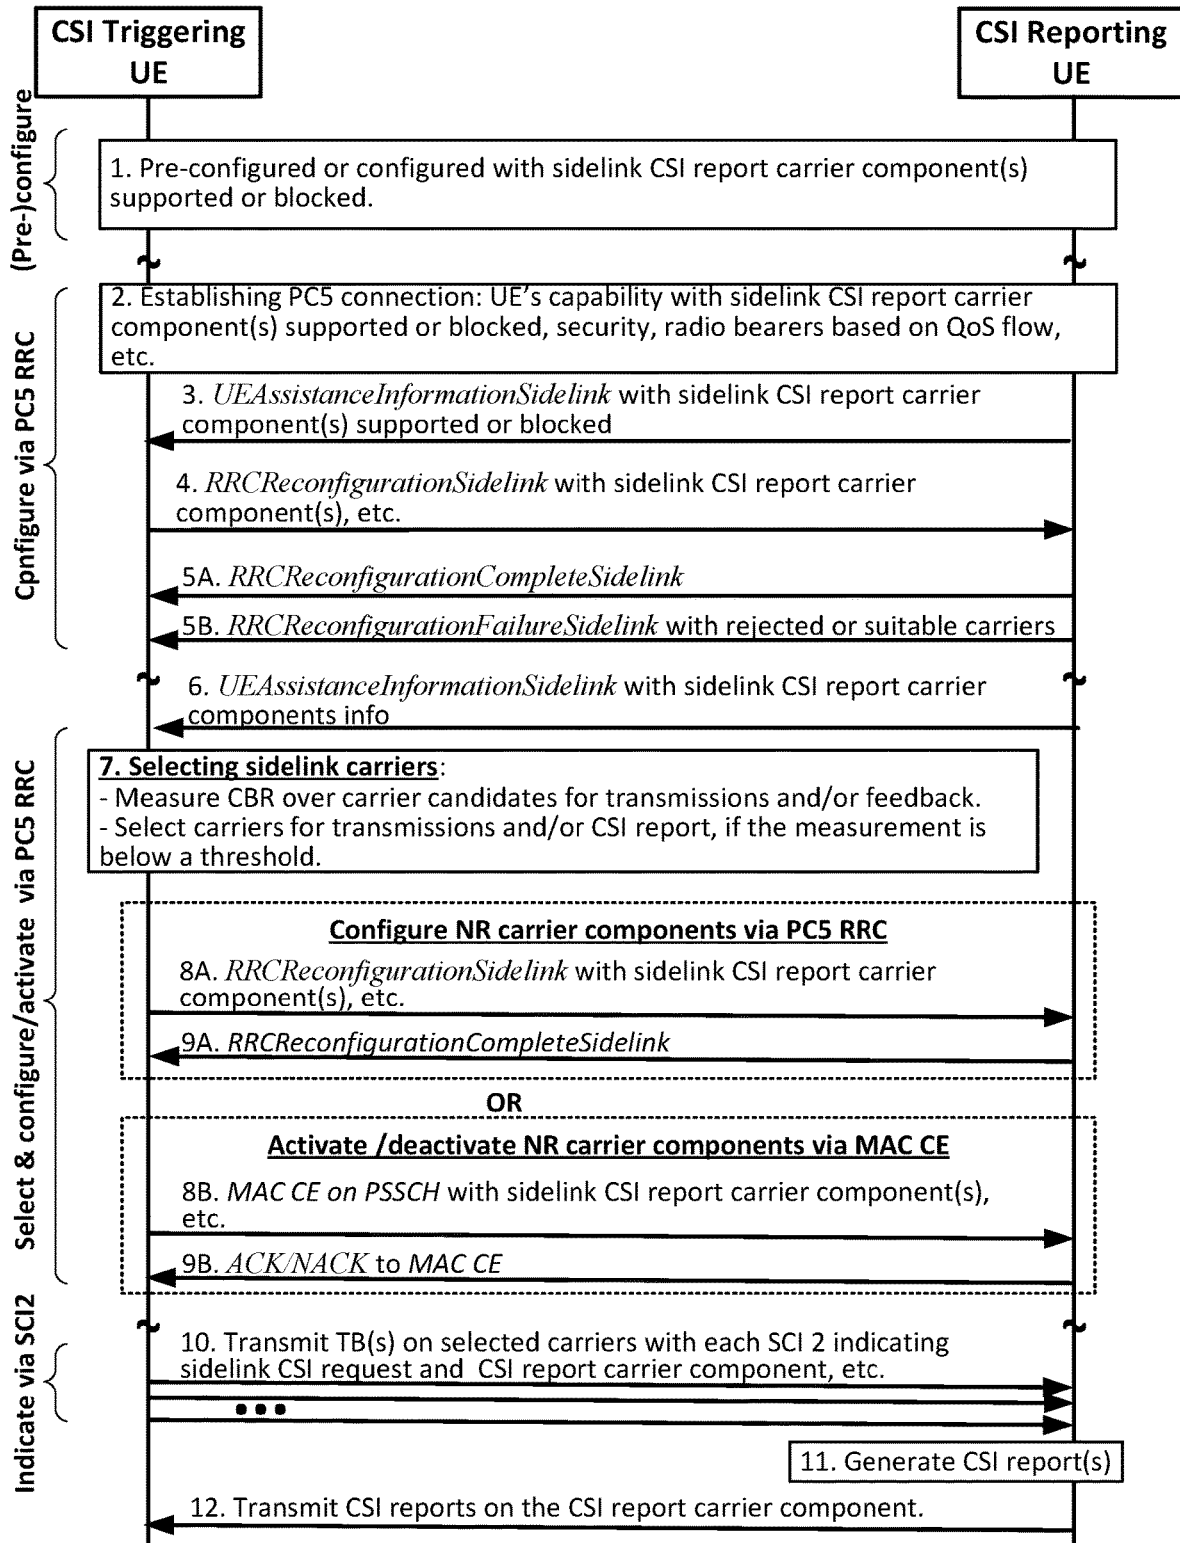 CSI Triggering
UE
CSI Reporting
UE
(Pre-)configure
1. Pre-configured or configured with sidelink CSI report carrier component(s)
supported or blocked.
~ ~
Cpnfigure via PC5 RRC
2. Establishing PC5 connection: UE's capability with sidelink CSI report carrier
component(s) supported or blocked, security, radio bearers based on QoS flow,
etc.
3. UEAssistanceInformationSidelink with sidelink CSI report carrier
component(s) supported or blocked
4. RRCReconfigurationSidelink with sidelink CSI report carrier
component(s), etc.
5A. RRCReconfigurationCompleteSidelink
5B. RRCReconfigurationFailureSidelink with rejected or suitable carriers
~ ~
6. UEAssistanceInformationSidelink with sidelink CSI report carrier
components info
Select & configure/activate via PC5 RRC
7. Selecting sidelink carriers:
- Measure CBR over carrier candidates for transmissions and/or feedback.
- Select carriers for transmissions and/or CSI report, if the measurement is
below a threshold.
Configure NR carrier components via PC5 RRC
8A. RRCReconfigurationSidelink with sidelink CSI report carrier
component(s), etc.
9A. RRCReconfigurationCompleteSidelink
OR
Activate /deactivate NR carrier components via MAC CE
8B. MAC CE on PSSCH with sidelink CSI report carrier component(s),
etc.
9B. ACK/NACK to MAC CE
~ ~
Indicate via SCI2
10. Transmit TB(s) on selected carriers with each SCI 2 indicating
sidelink CSI request and CSI report carrier component, etc.
•••
11. Generate CSI report(s)
12. Transmit CSI reports on the CSI report carrier component.